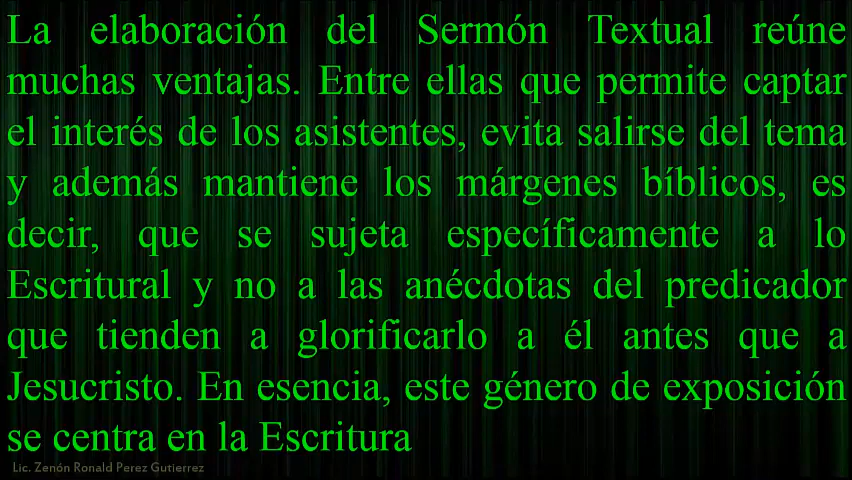 La elaboración del Sermón Textual reúne
muchas ventajas. Entre ellas que permite captar
el interés de los asistentes, evita salirse del tema
y además mantiene los márgenes bíblicos, es
decir, que se sujeta específicamente a lo
Escritural y no a las anécdotas del predicador
que tienden a glorificarlo a él antes que a
Jesucristo. En esencia, este género de exposición
se centra en la Escritura
Lic. Zenón Ronald Perez Gutierrez